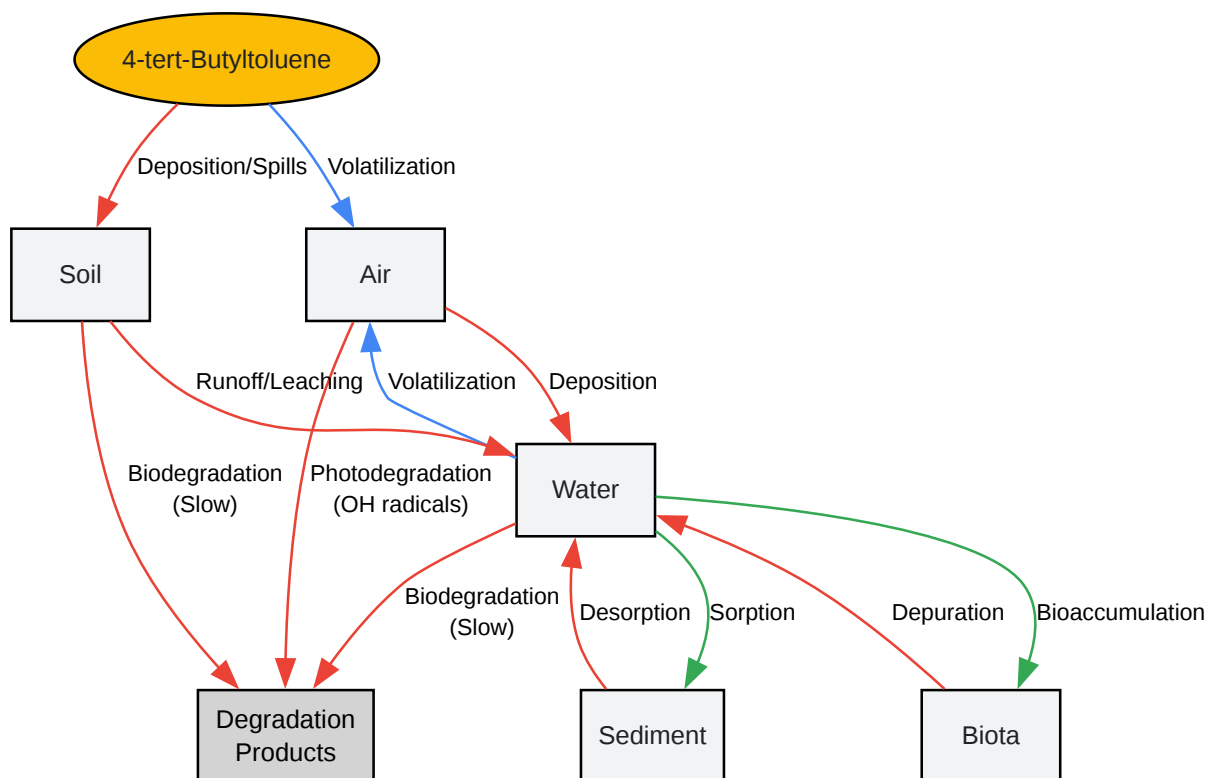 4-tert-Butyltoluene
Deposition/Spills
Volatilization
Soil
Air
Runoff/Leaching
Volatilization
Deposition
Biodegradation
(Slow)
Photodegradation
(OH radicals)
Water
Biodegradation
(Slow)
Desorption
Sorption
Depuration
Bioaccumulation
Degradation
Products
Sediment
Biota